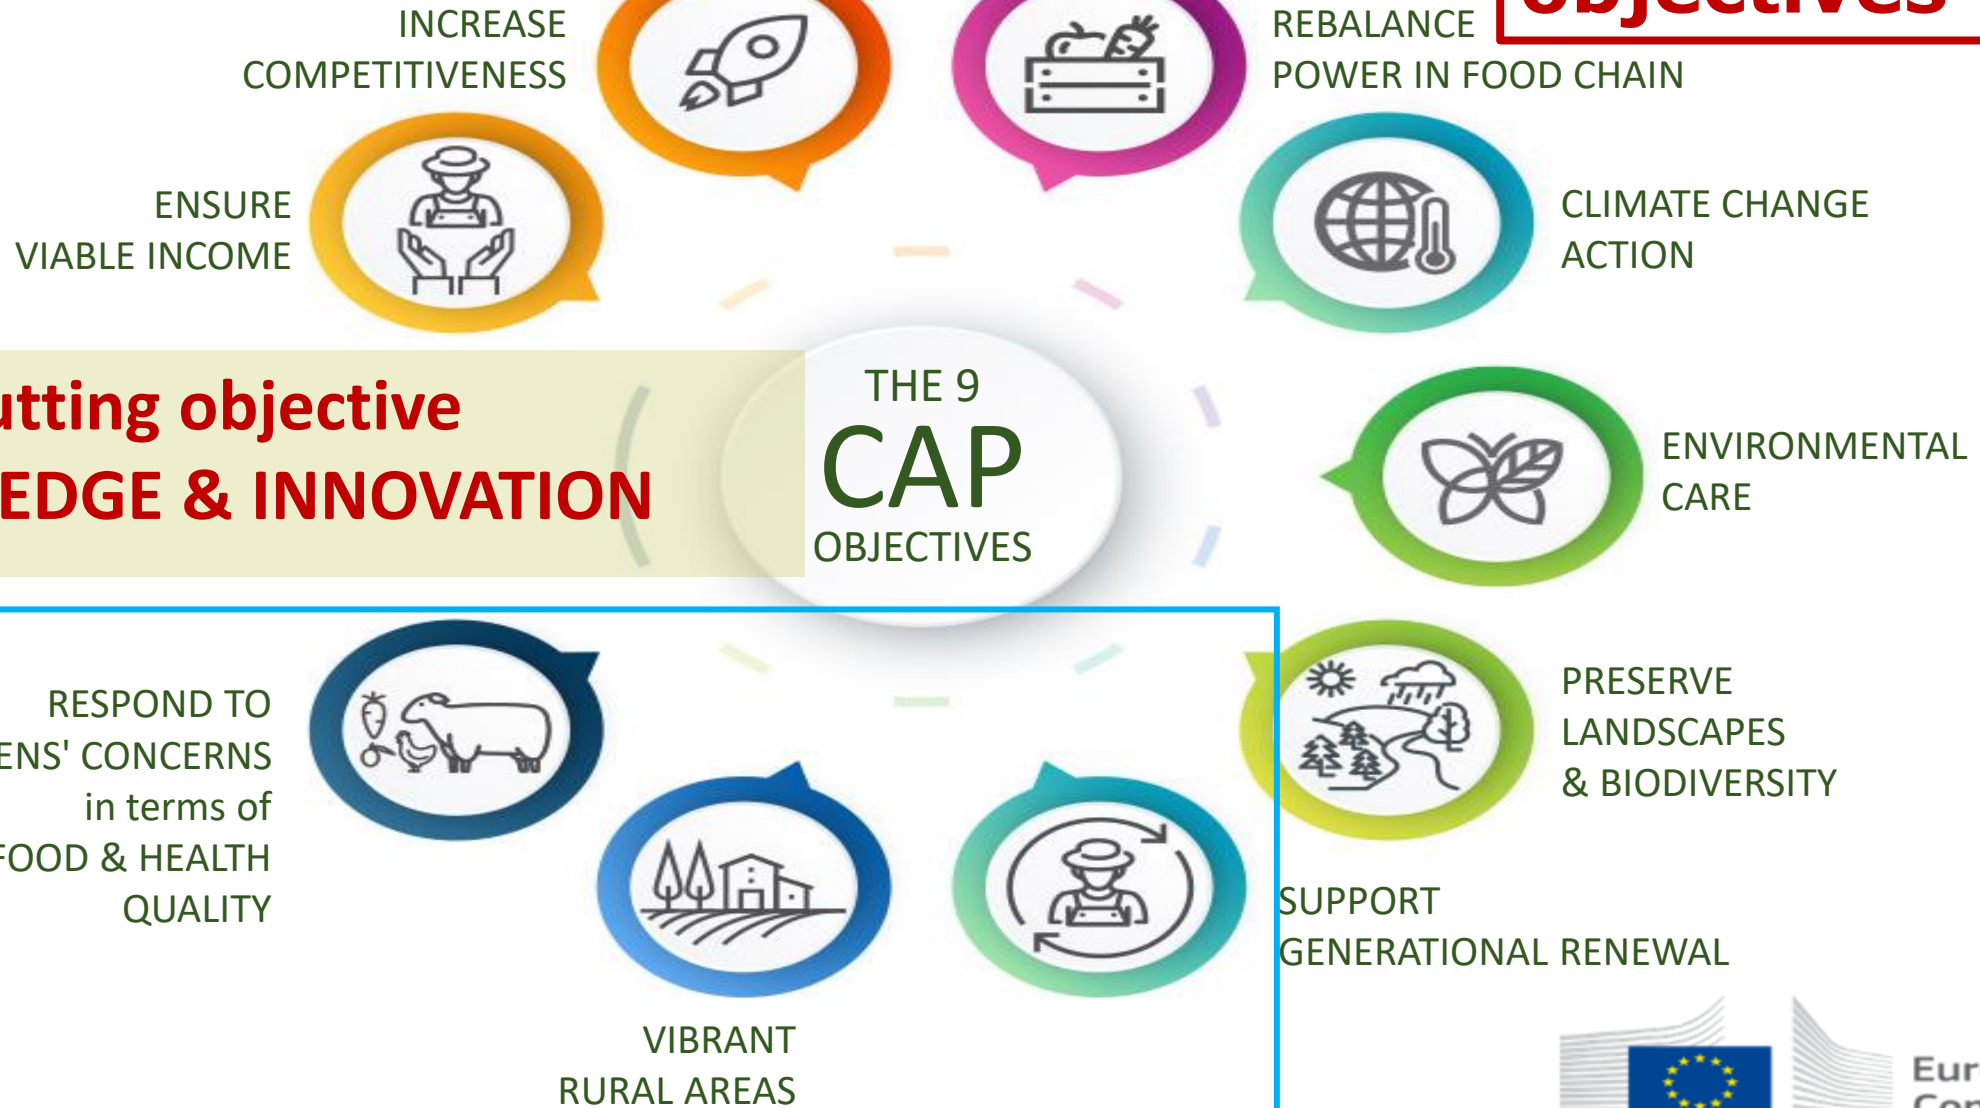 INCREASE
COMPETITIVENESS
REBALANCE
POWER IN FOOD CHAIN
objectives
ENSURE
VIABLE INCOME
CLIMATE CHANGE
ACTION
utting objective
EDGE & INNOVATION
THE 9
CAP
OBJECTIVES
ENVIRONMENTAL
CARE
RESPOND TO
ENS' CONCERNS
in terms of
FOOD & HEALTH
QUALITY
PRESERVE
LANDSCAPES
& BIODIVERSITY
SUPPORT
GENERATIONAL RENEWAL
VIBRANT
RURAL AREAS
Eur